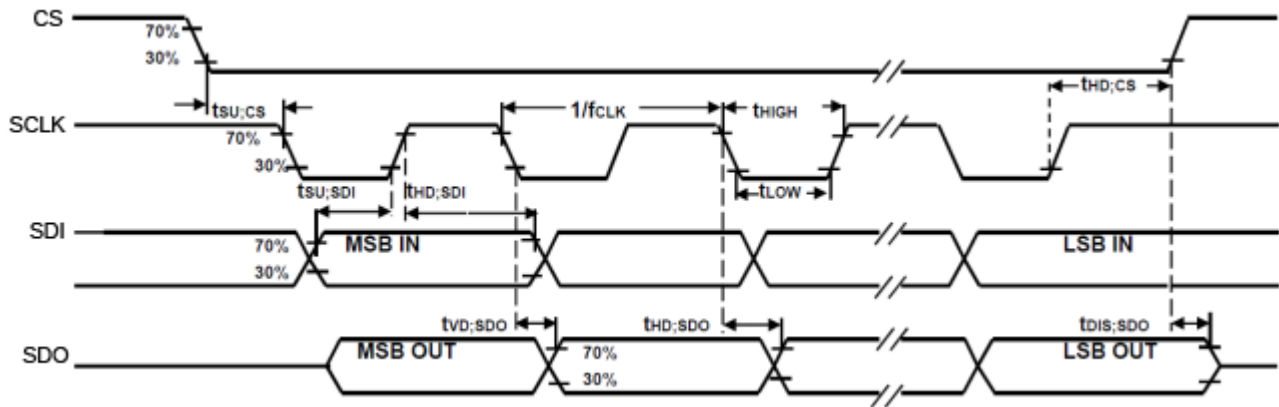 CS
70%
30%
tSU;CS
1/fCLK
tHIGH
tHD;CS
SCLK
70%
30%
tSU;SDI
tHD;SDI
tLOW
SDI
70%
30%
MSB IN
LSB IN
tVD;SDO
tHD;SDO
tDIS;SDO
SDO
MSB OUT
70%
30%
LSB OUT